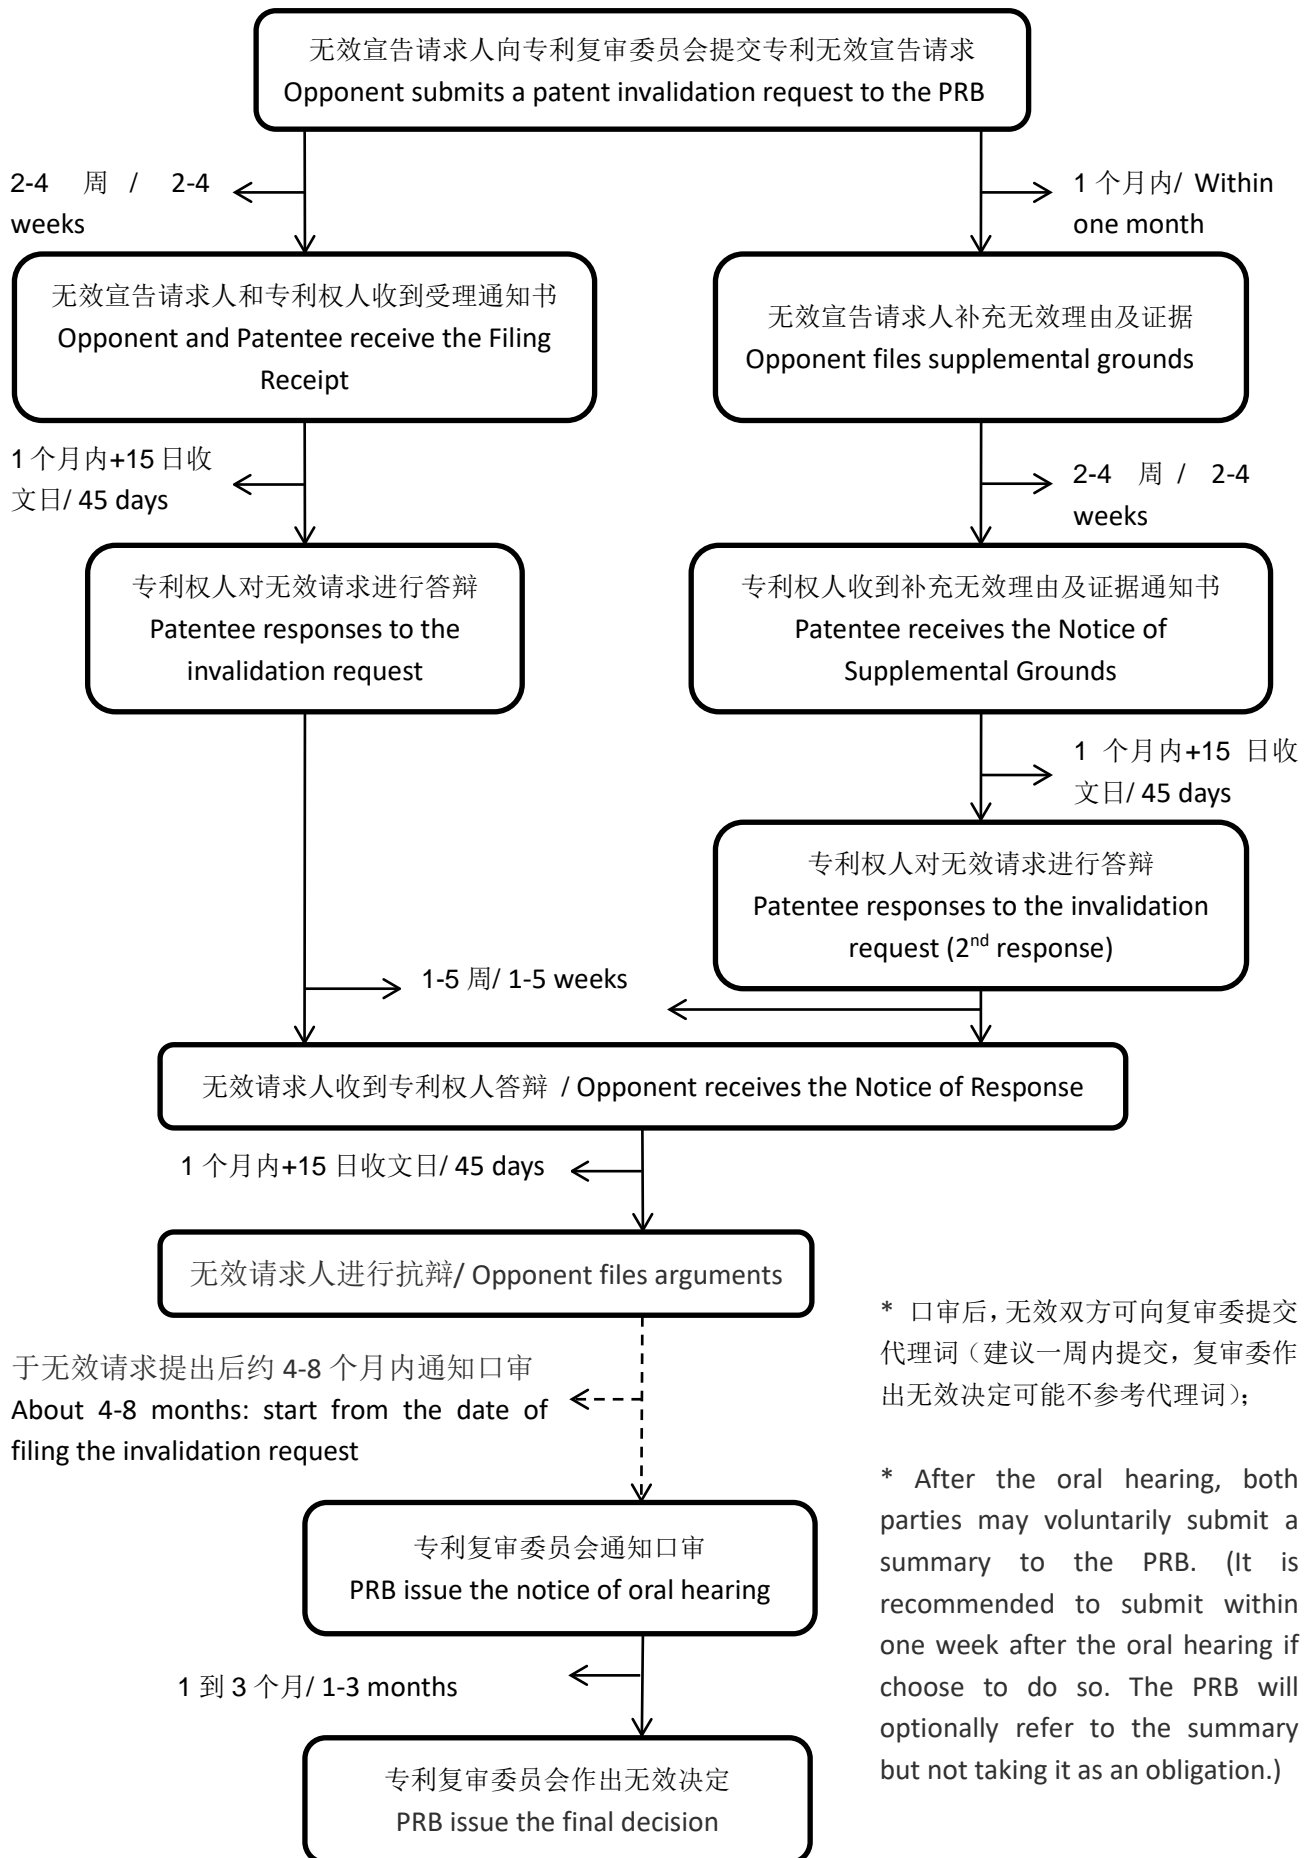 无效宣告请求人向专利复审委员会提交专利无效宣告请求
Opponent submits a patent invalidation request to the PRB
2-4 周 / 2-4
weeks
1 个月内/ Within
one month
无效宣告请求人和专利权人收到受理通知书
Opponent and Patentee receive the Filing
Receipt
无效宣告请求人补充无效理由及证据
Opponent files supplemental grounds
1 个月内+15 日收
文日/ 45 days
2-4 周 / 2-4
weeks
专利权人对无效请求进行答辩
Patentee responses to the
invalidation request
专利权人收到补充无效理由及证据通知书
Patentee receives the Notice of
Supplemental Grounds
1 个月内+15 日收
文日/ 45 days
专利权人对无效请求进行答辩
Patentee responses to the invalidation
request (2nd response)
1-5 周/ 1-5 weeks
无效请求人收到专利权人答辩 / Opponent receives the Notice of Response
1 个月内+15 日收文日/ 45 days
无效请求人进行抗辩/ Opponent files arguments
于无效请求提出后约 4-8 个月内通知口审
About 4-8 months: start from the date of
filing the invalidation request
专利复审委员会通知口审
PRB issue the notice of oral hearing
1 到 3 个月/ 1-3 months
专利复审委员会作出无效决定
PRB issue the final decision
* 口审后，无效双方可向复审委提交
代理词（建议一周内提交，复审委作
出无效决定可能不参考代理词）；
* After the oral hearing, both
parties may voluntarily submit a
summary to the PRB. (It is
recommended to submit within
one week after the oral hearing if
choose to do so. The PRB will
optionally refer to the summary
but not taking it as an obligation.)